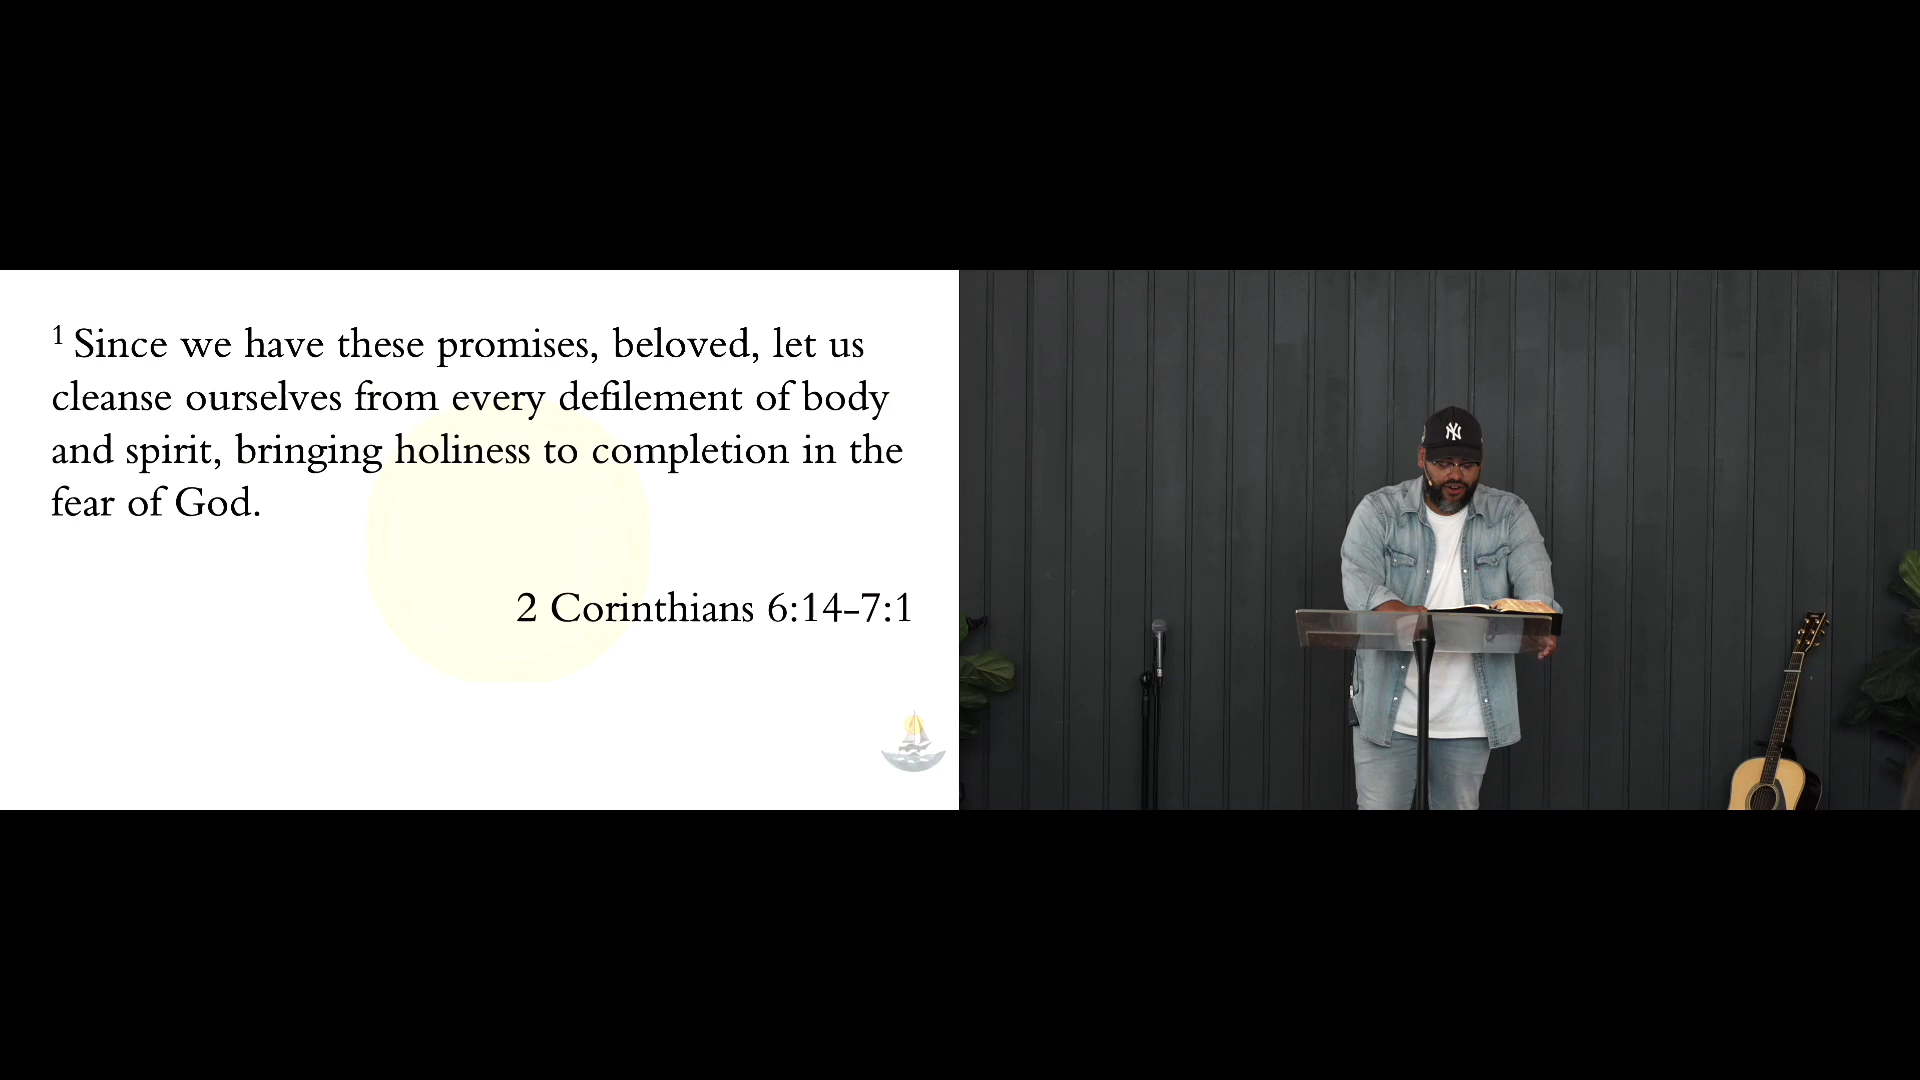 ¹ Since we have these promises, beloved, let us
cleanse ourselves from every defilement of body
and spirit, bringing holiness to completion in the
fear of God.
2 Corinthians 6:14–7:1
NY